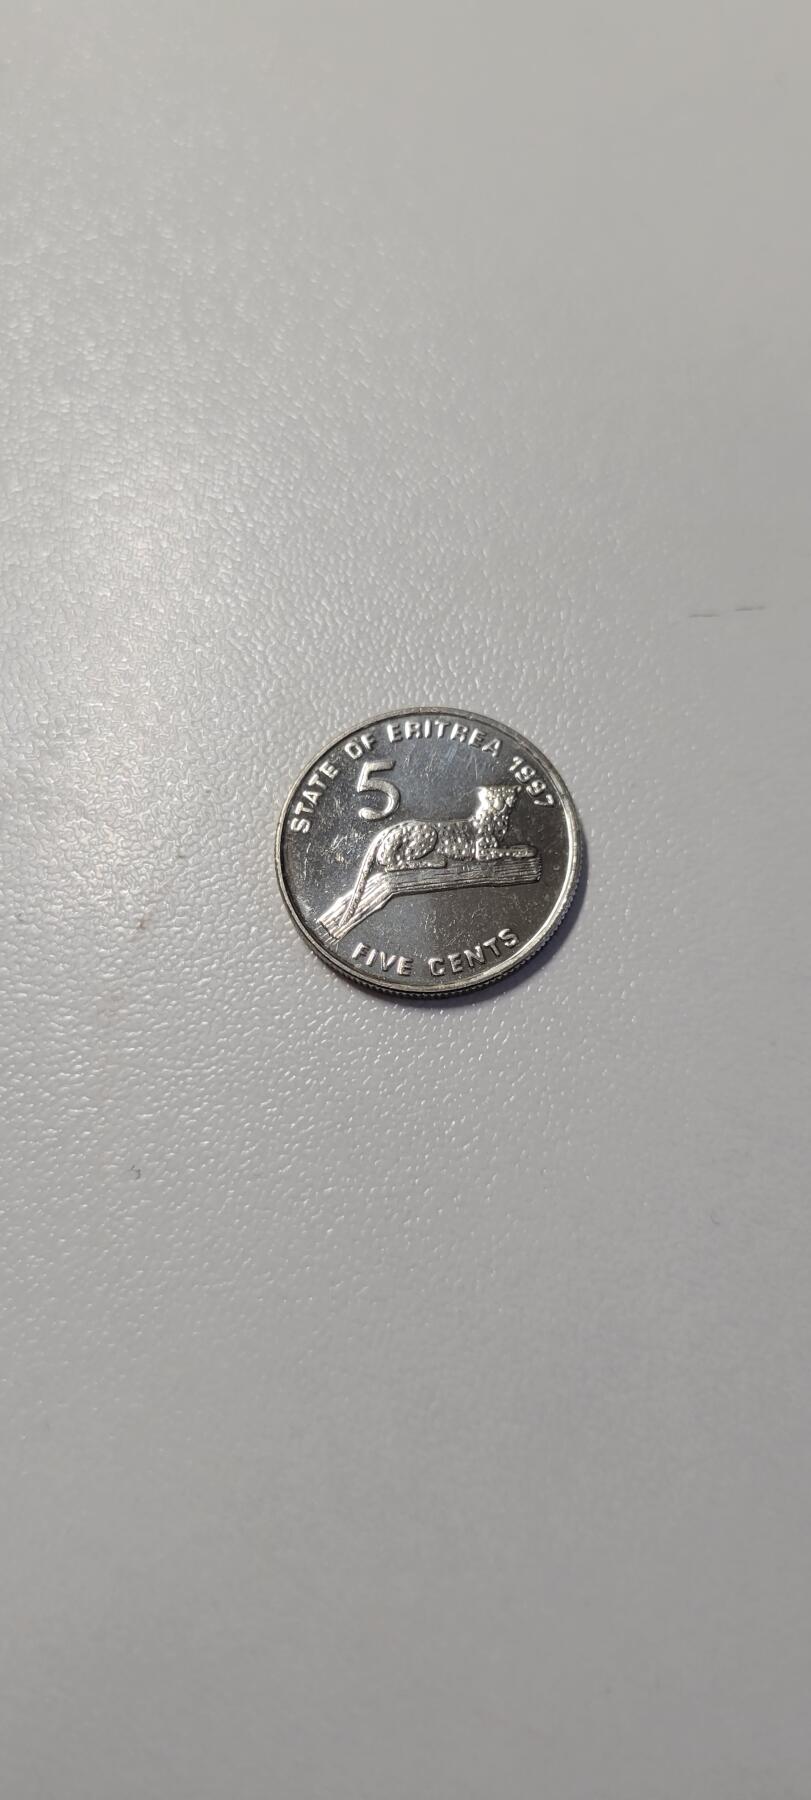 STATE OF ERITREA 1997
5
FIVE CENTS